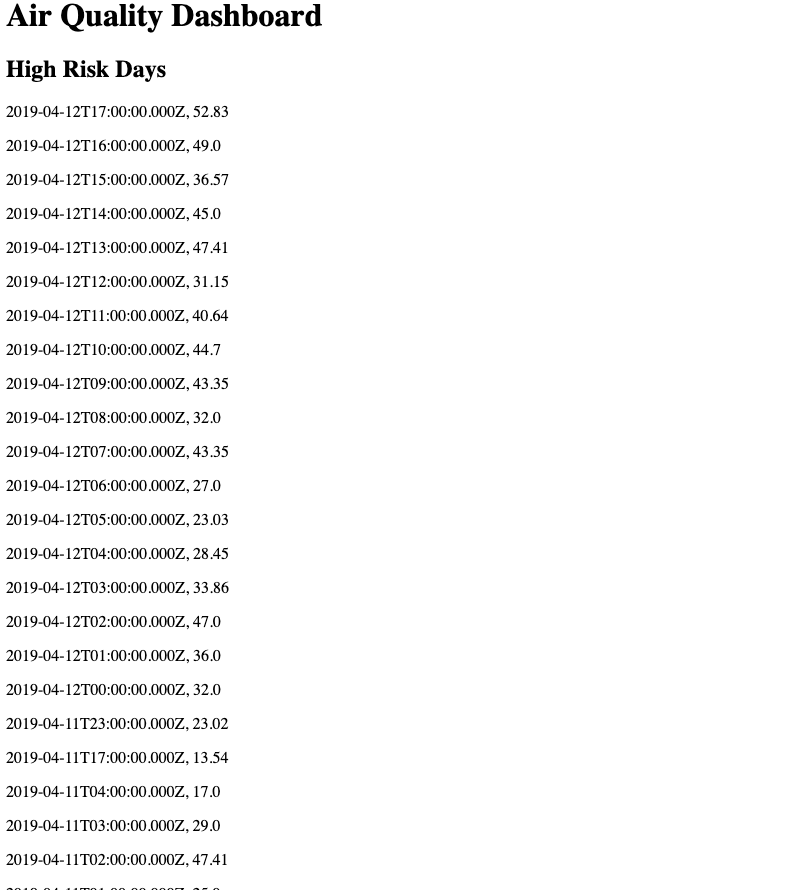 Air Quality Dashboard
High Risk Days
2019-04-12T17:00:00.000Z, 52.83
2019-04-12T16:00:00.000Z, 49.0
2019-04-12T15:00:00.000Z, 36.57
2019-04-12T14:00:00.000Z, 45.0
2019-04-12T13:00:00.000Z, 47.41
2019-04-12T12:00:00.000Z, 31.15
2019-04-12T11:00:00.000Z, 40.64
2019-04-12T10:00:00.000Z, 44.7
2019-04-12T09:00:00.000Z, 43.35
2019-04-12T08:00:00.000Z, 32.0
2019-04-12T07:00:00.000Z, 43.35
2019-04-12T06:00:00.000Z, 27.0
2019-04-12T05:00:00.000Z, 23.03
2019-04-12T04:00:00.000Z, 28.45
2019-04-12T03:00:00.000Z, 33.86
2019-04-12T02:00:00.000Z, 47.0
2019-04-12T01:00:00.000Z, 36.0
2019-04-12T00:00:00.000Z, 32.0
2019-04-11T23:00:00.000Z, 23.02
2019-04-11T17:00:00.000Z, 13.54
2019-04-11T04:00:00.000Z, 17.0
2019-04-11T03:00:00.000Z, 29.0
2019-04-11T02:00:00.000Z, 47.41